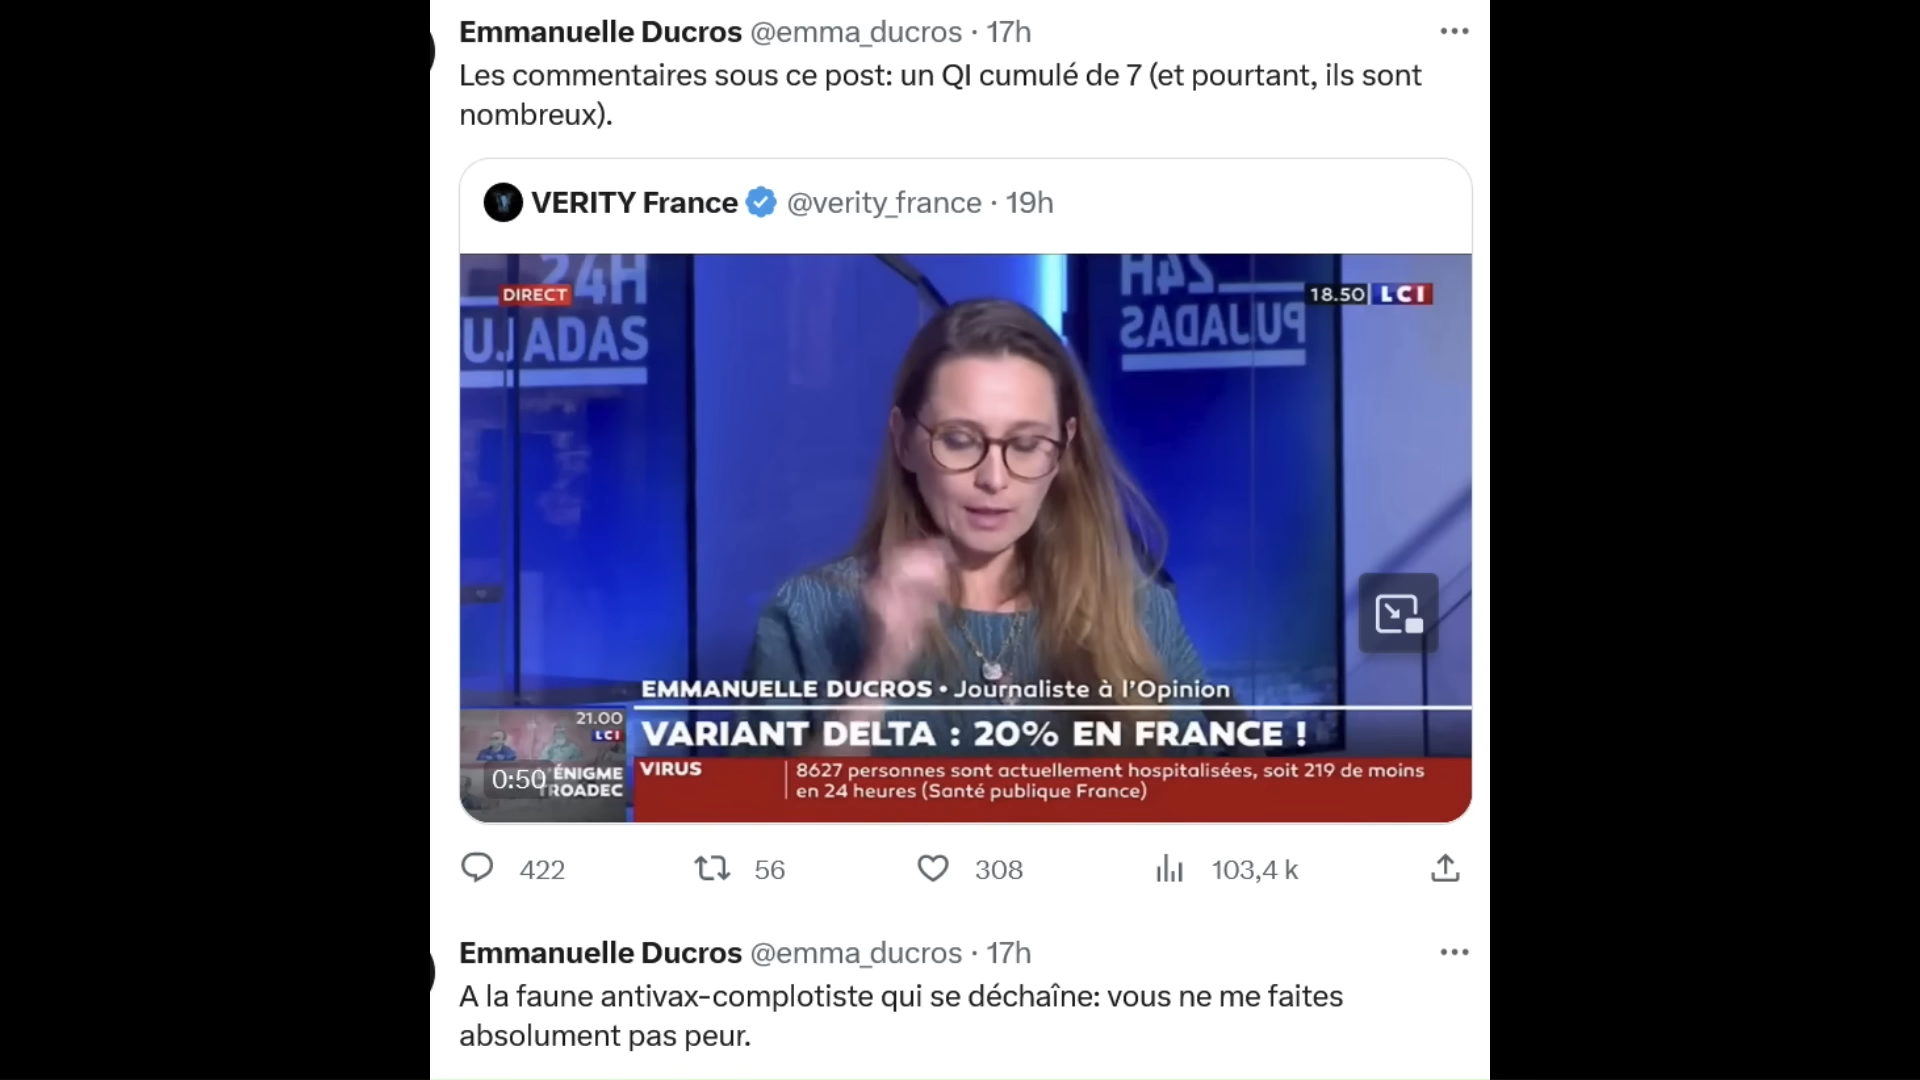 Emmanuelle Ducros @emma_ducros · 17h
Les commentaires sous ce post: un QI cumulé de 7 (et pourtant, ils sont
nombreux).
VERITY France @verity_france · 19h
24H
UJADAS
DIRECT
24H
PUJADAS
18.50 LCI
EMMANUELLE DUCROS • Journaliste à l'Opinion
VARIANT DELTA : 20% EN FRANCE !
21.00
LCI
0:50
ÉNIGME
TROADEC
VIRUS
8627 personnes sont actuellement hospitalisées, soit 219 de moins
en 24 heures (Santé publique France)
422 56 308 103,4 k
Emmanuelle Ducros @emma_ducros · 17h
A la faune antivax-complotiste qui se déchaîne: vous ne me faites
absolument pas peur.